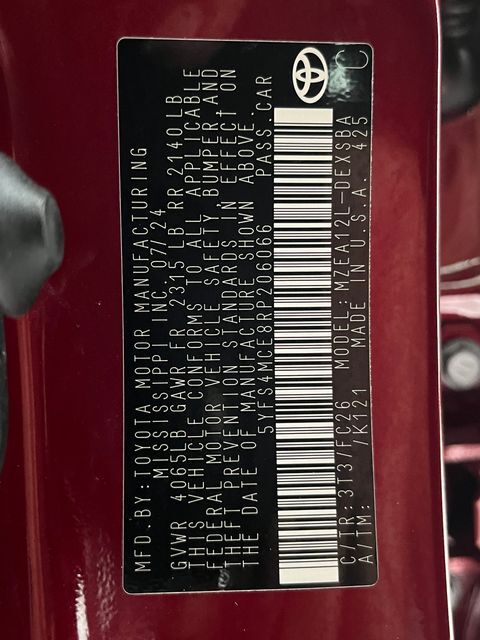 MFD.BY: TOYOTA MOTOR MANUFACTURING
MISSISSIPPI INC. 07/24
GVWR 4065LB GAWR FR 2315 LB RR 2140 LB
THIS VEHICLE CONFORMS TO ALL APPLICABLE
FEDERAL MOTOR VEHICLE SAFETY, BUMPER AND
THEFT PREVENTION STANDARDS IN EFFECT ON
THE DATE OF MANUFACTURE SHOWN ABOVE.
5YFS4MCE8RP206066 PASS.CAR
C/TR: 3T3/FC26 MODEL: MZEA12L-DEXSBA
A/TM: /K121 MADE IN U.S.A. 425
C